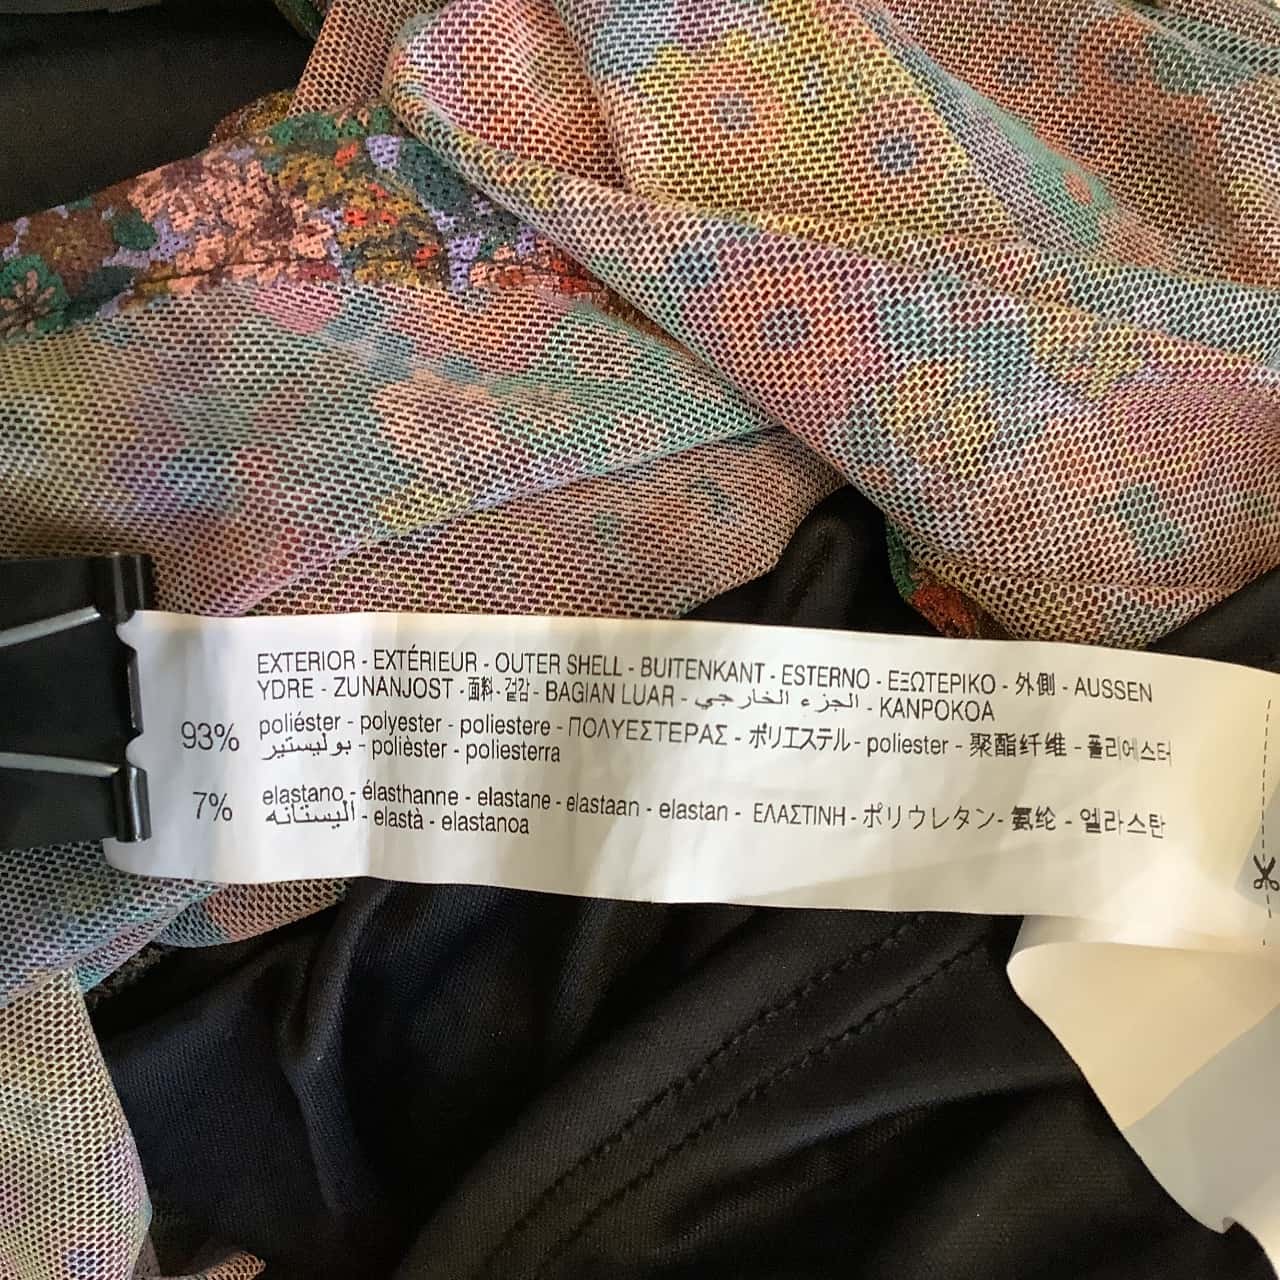 EXTERIOR - EXTÉRIEUR - OUTER SHELL - BUITENKANT - ESTERNO - ΕΞΩΤΕΡΙΚΟ - 外側 - AUSSEN
YDRE - ZUNANJOST - 面料 - 겉감 - BAGIAN LUAR - الجزء الخارجي - KANPOKOA
93% poliéster - polyester - poliestere - ΠΟΛΥΕΣΤΕΡΑΣ - ポリエステル - poliester - 聚酯纤维 - 폴리에스터
بوليستير - polièster - poliesterra
7% elastano - élasthanne - elastane - elastaan - elastan - ΕΛΑΣΤΙΝΗ - ポリウレタン - 氨纶 - 엘라스탄
اليستانه - elastà - elastanoa